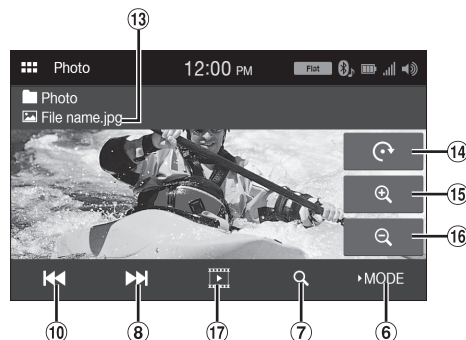 ⑬
Photo 12:00 PM Flat
Photo
File name.jpg
⑭
⑮
⑯
▸MODE
⑩ ⑧ ⑰ ⑦ ⑥